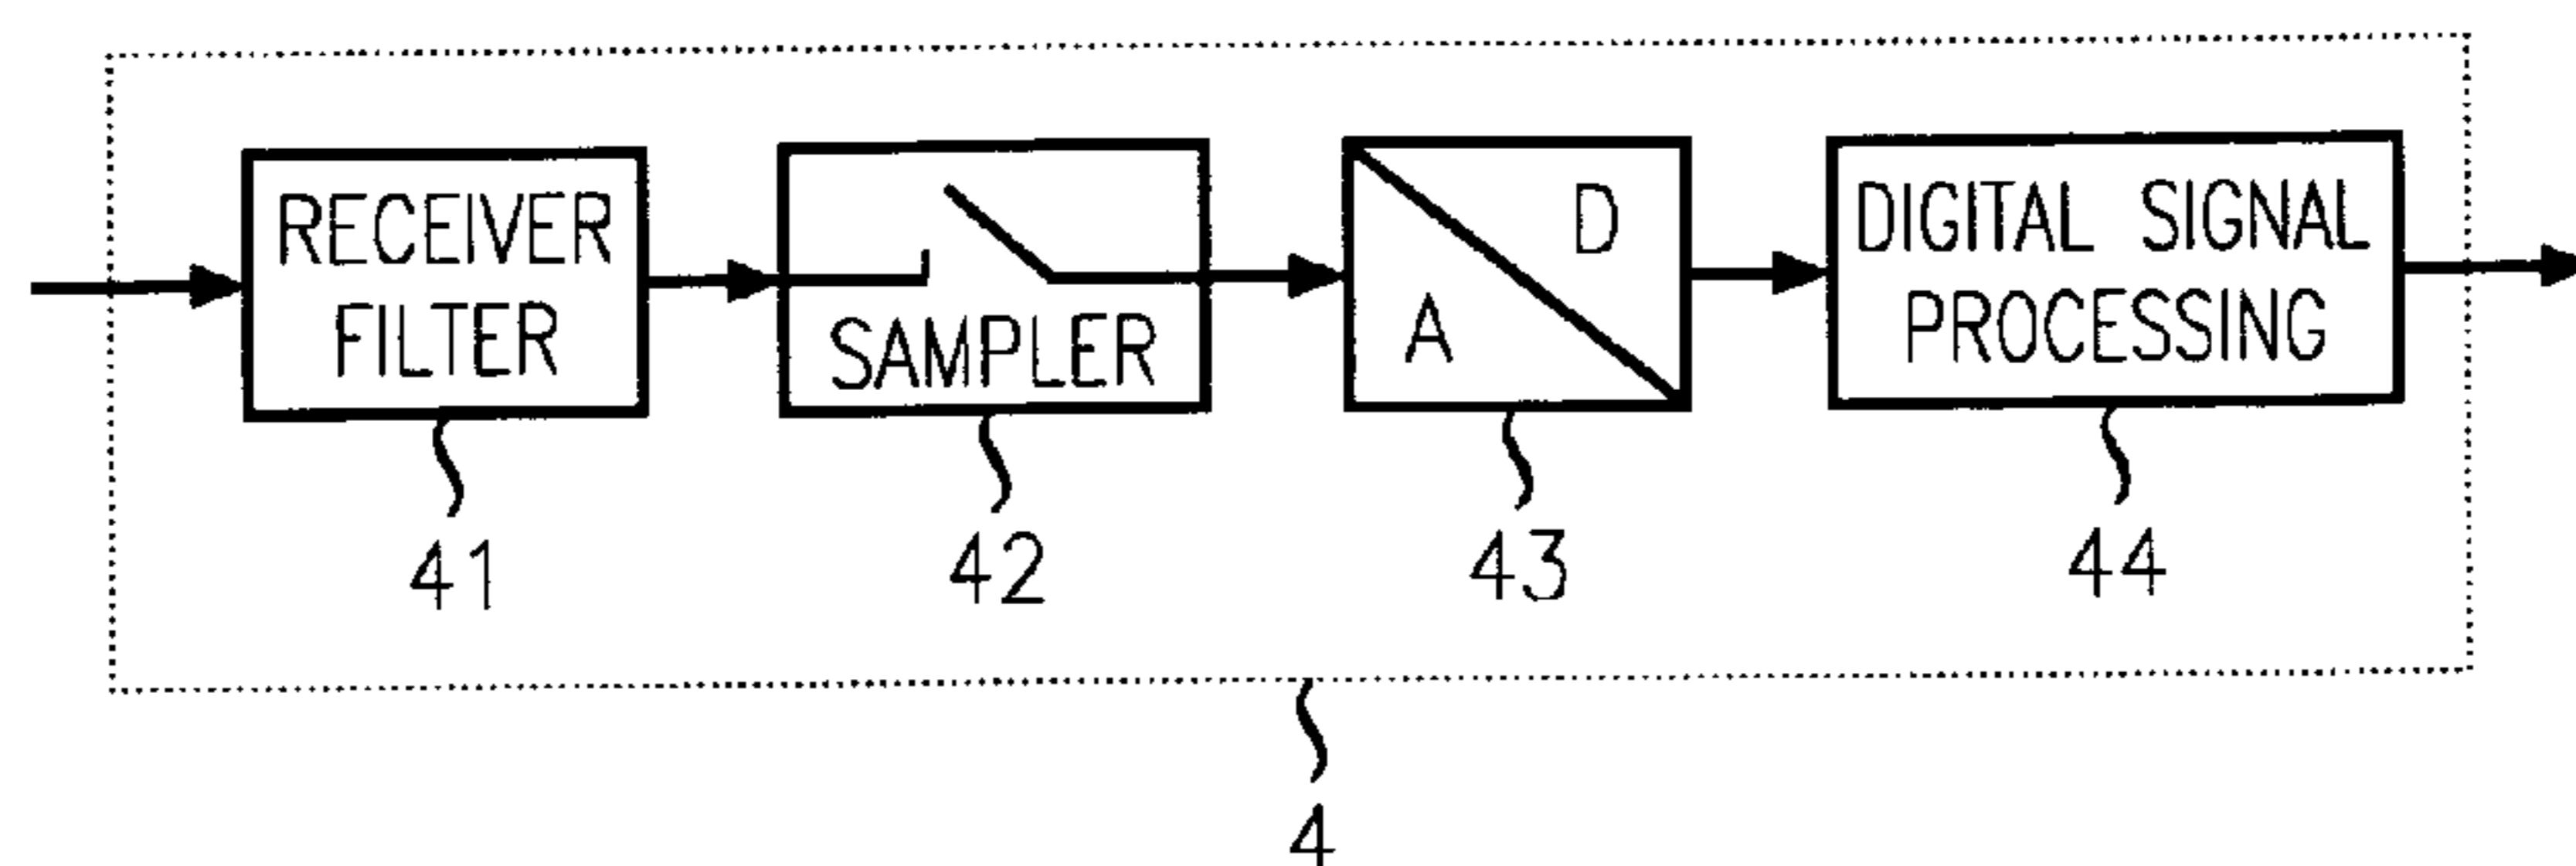 RECEIVER
FILTER
SAMPLER
D
A
DIGITAL SIGNAL
PROCESSING
41
42
43
44
4